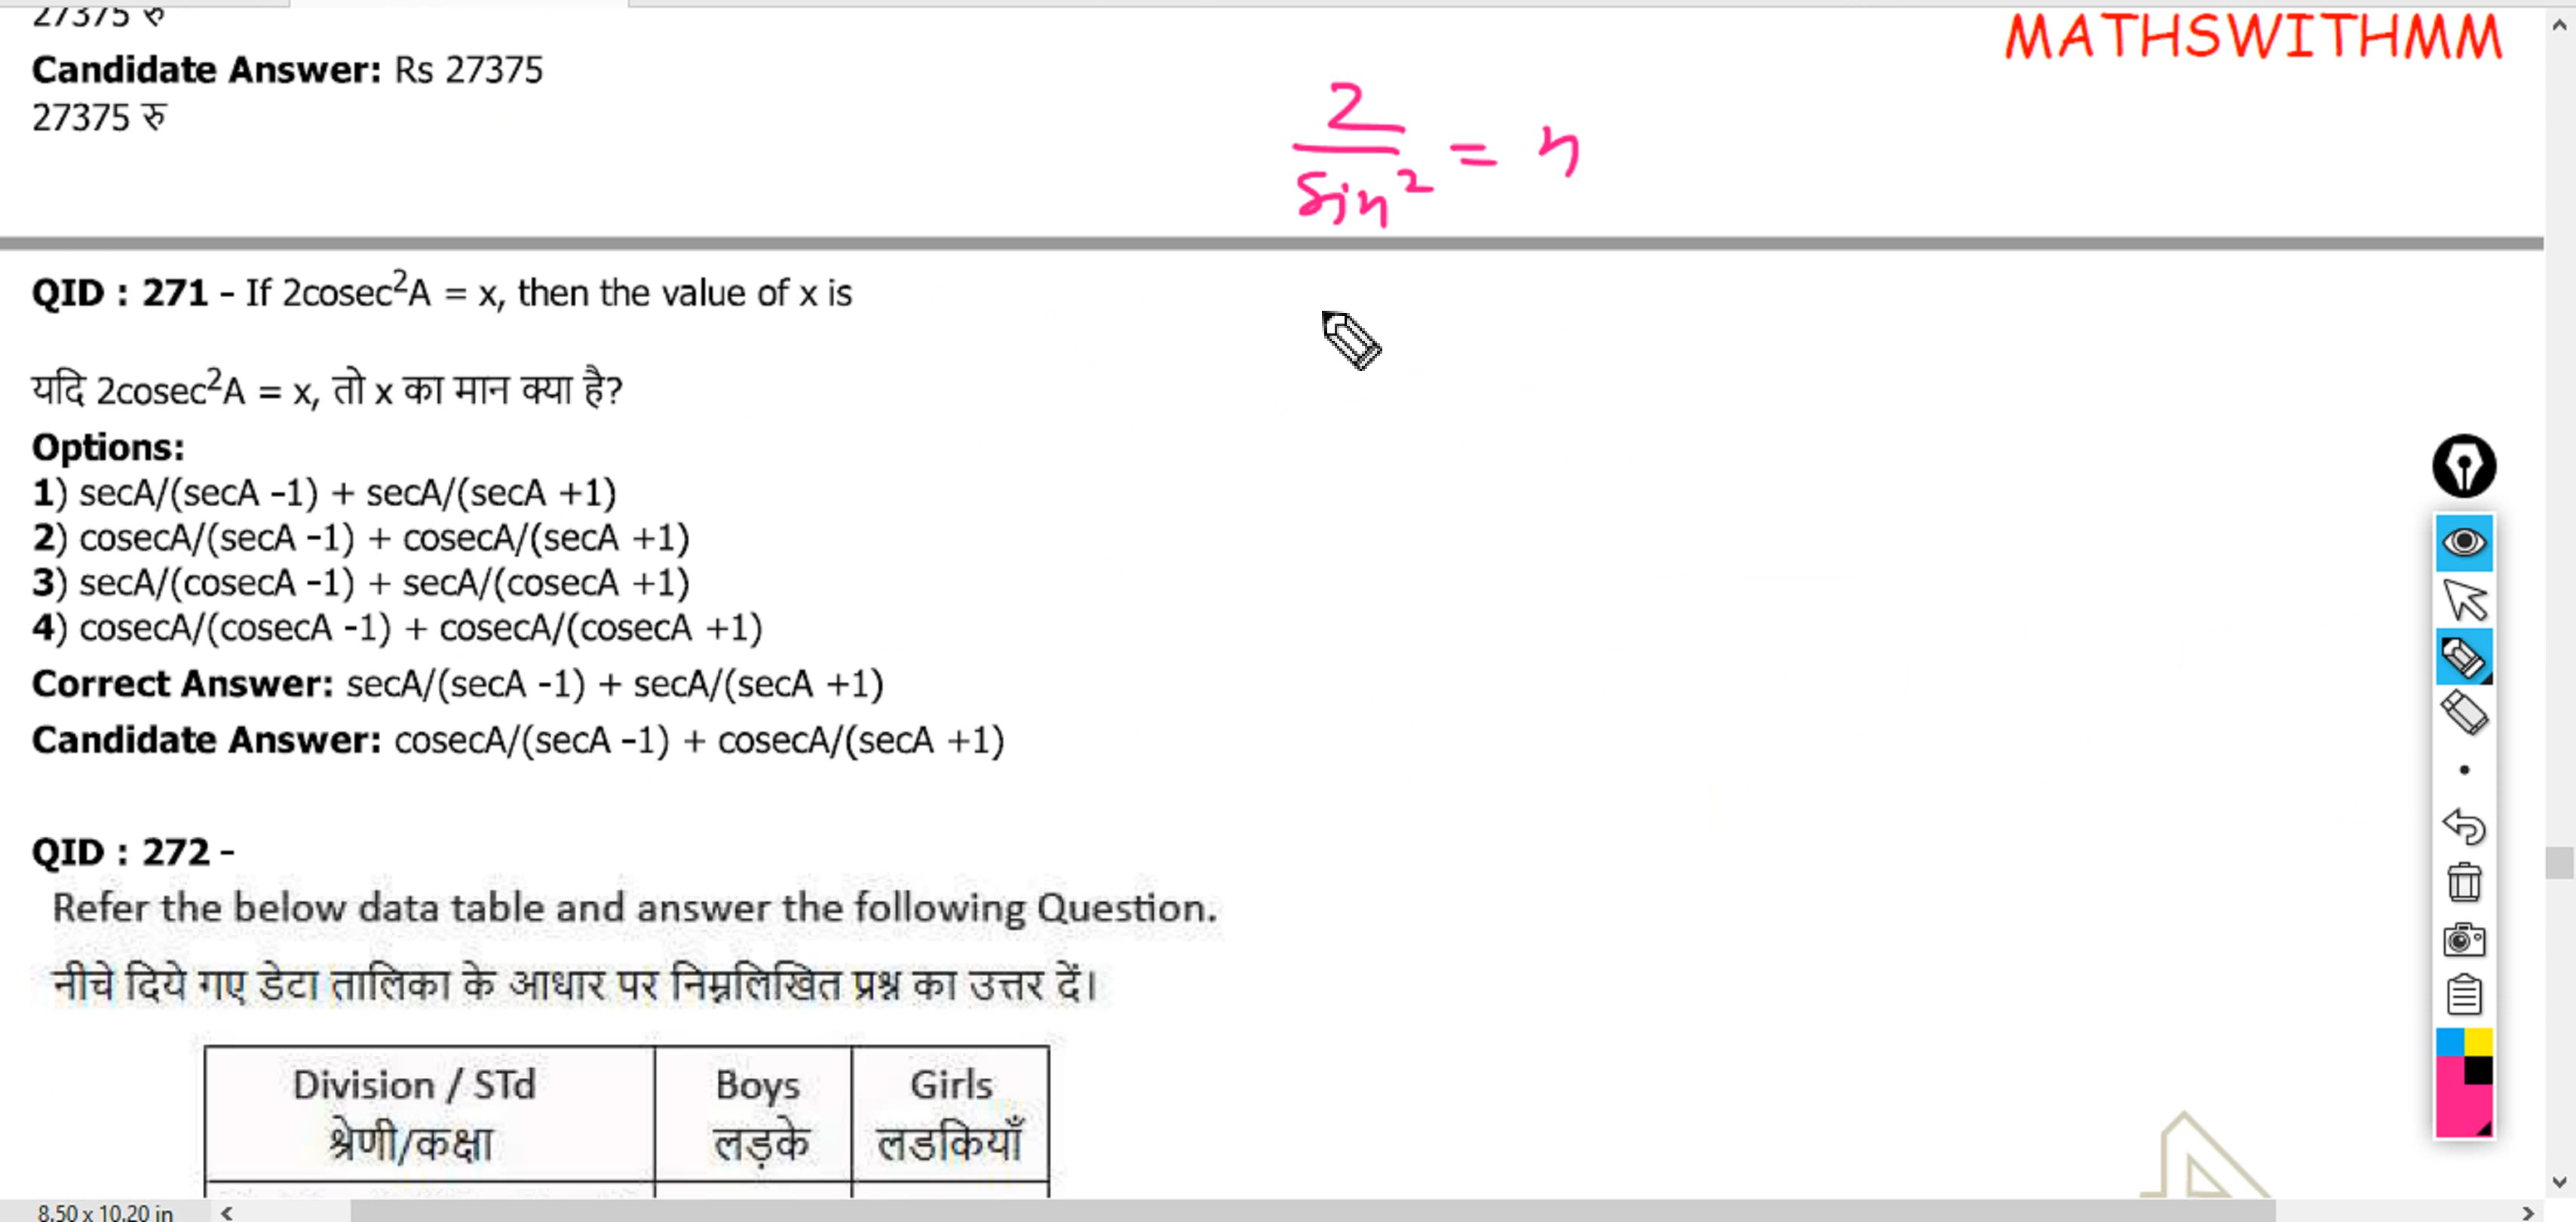 27375 रु
MATHSWITHMM
Candidate Answer: Rs 27375
27375 रु
2
sin² = x
QID : 271 - If 2cosec²A = x, then the value of x is
यदि 2cosec²A = x, तो x का मान क्या है?
Options:
1) secA/(secA -1) + secA/(secA +1)
2) cosecA/(secA -1) + cosecA/(secA +1)
3) secA/(cosecA -1) + secA/(cosecA +1)
4) cosecA/(cosecA -1) + cosecA/(cosecA +1)
Correct Answer: secA/(secA -1) + secA/(secA +1)
Candidate Answer: cosecA/(secA -1) + cosecA/(secA +1)
QID : 272 -
Refer the below data table and answer the following Question.
नीचे दिये गए डेटा तालिका के आधार पर निम्नलिखित प्रश्न का उत्तर दें।
Division / STd Boys Girls
श्रेणी/कक्षा लड़के लडकियाँ
8.50 x 10.20 in